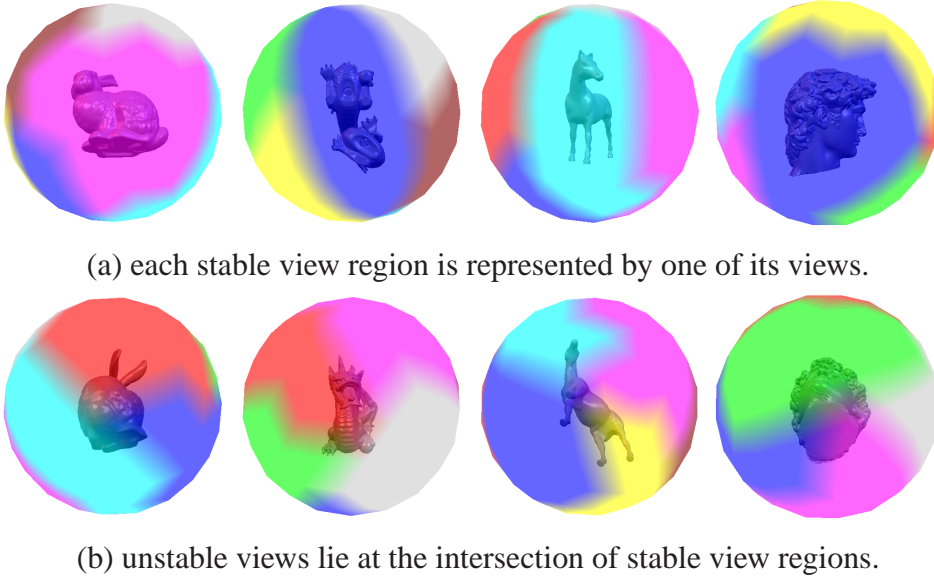 (a) each stable view region is represented by one of its views.
(b) unstable views lie at the intersection of stable view regions.